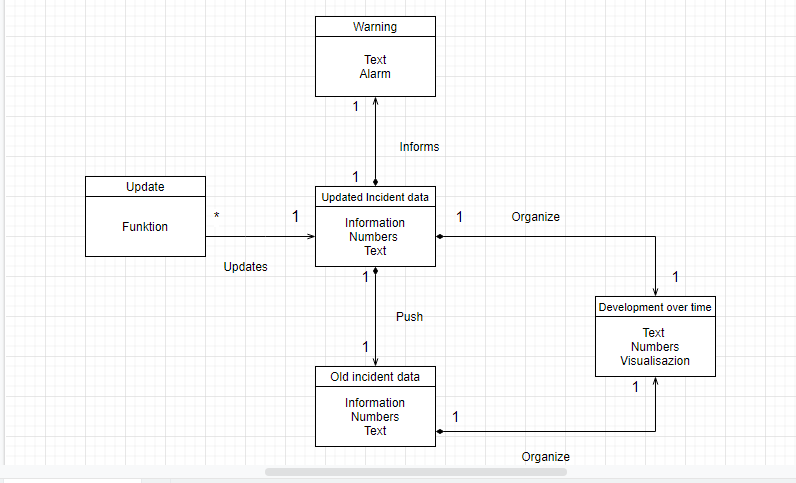 Warning
Text
Alarm
1
Informs
1
Update
Funktion
*
1
Updates
Updated Incident data
Information
Numbers
Text
1
Organize
1
1
Push
1
Development over time
Text
Numbers
Visualisazion
1
Old incident data
Information
Numbers
Text
1
Organize